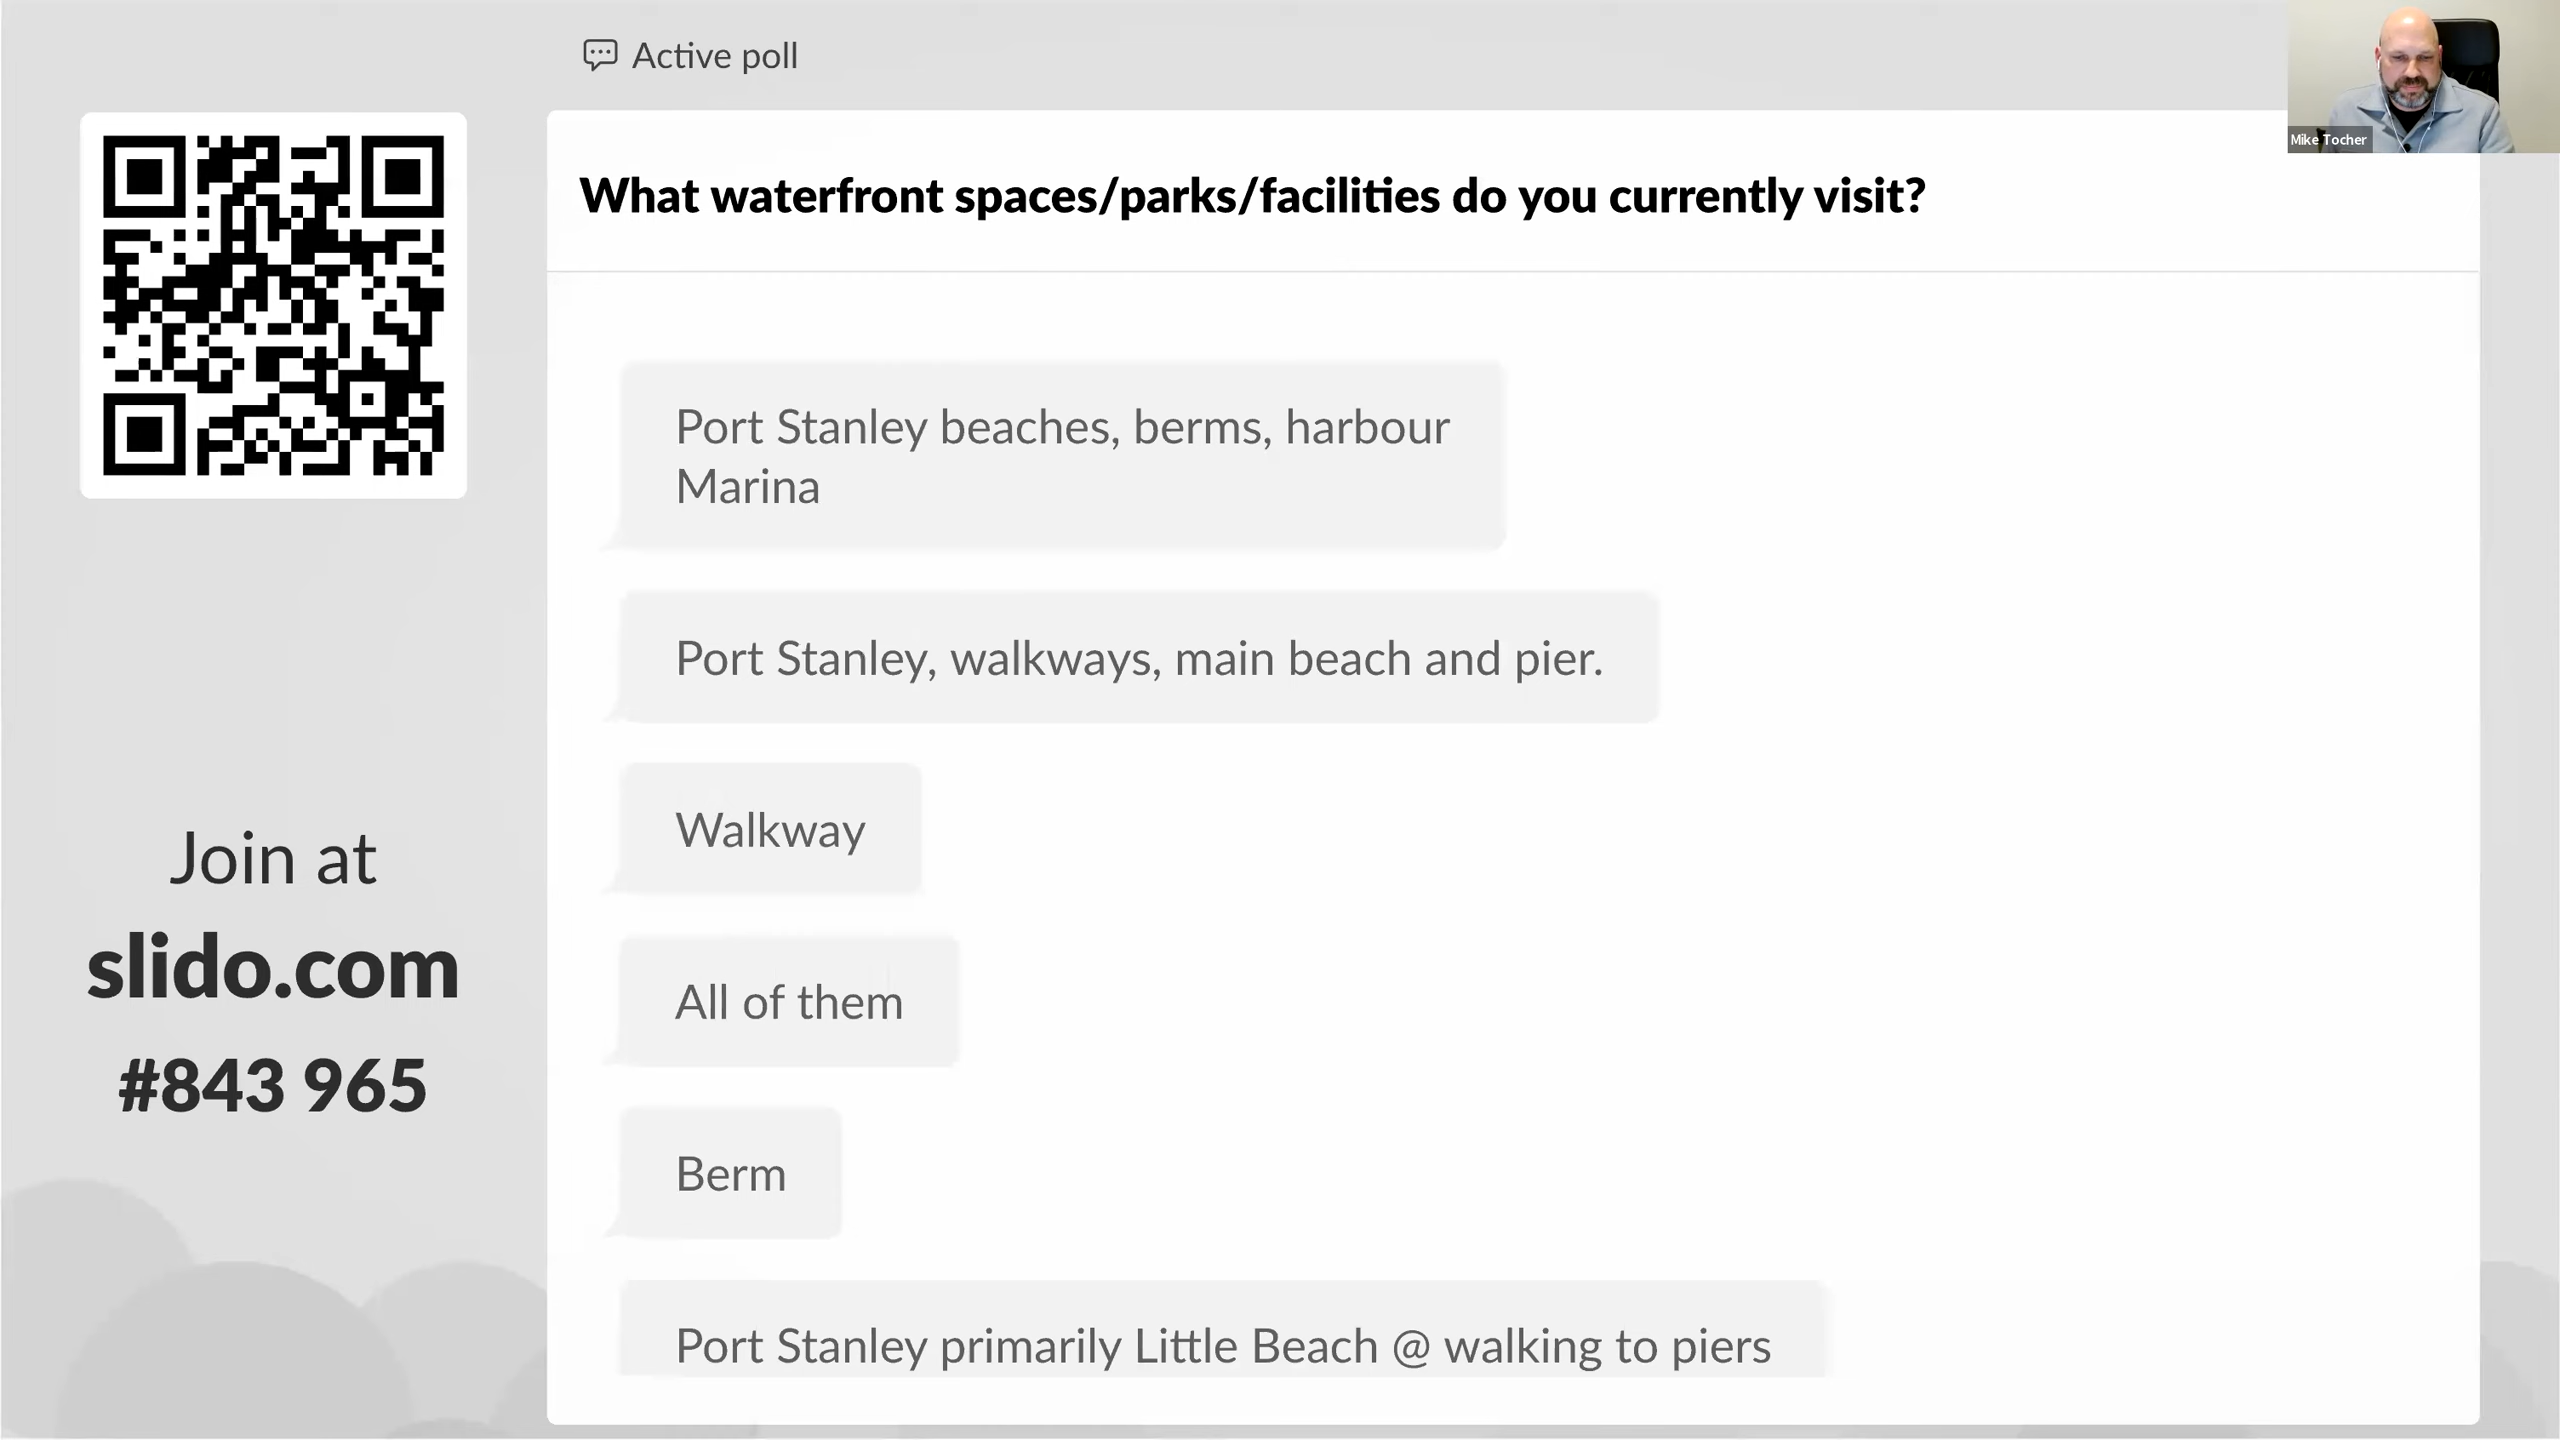 Active poll
Mike Tocher
What waterfront spaces/parks/facilities do you currently visit?
Port Stanley beaches, berms, harbour
Marina
Port Stanley, walkways, main beach and pier.
Walkway
All of them
Berm
Port Stanley primarily Little Beach @ walking to piers
Join at
slido.com
#843 965